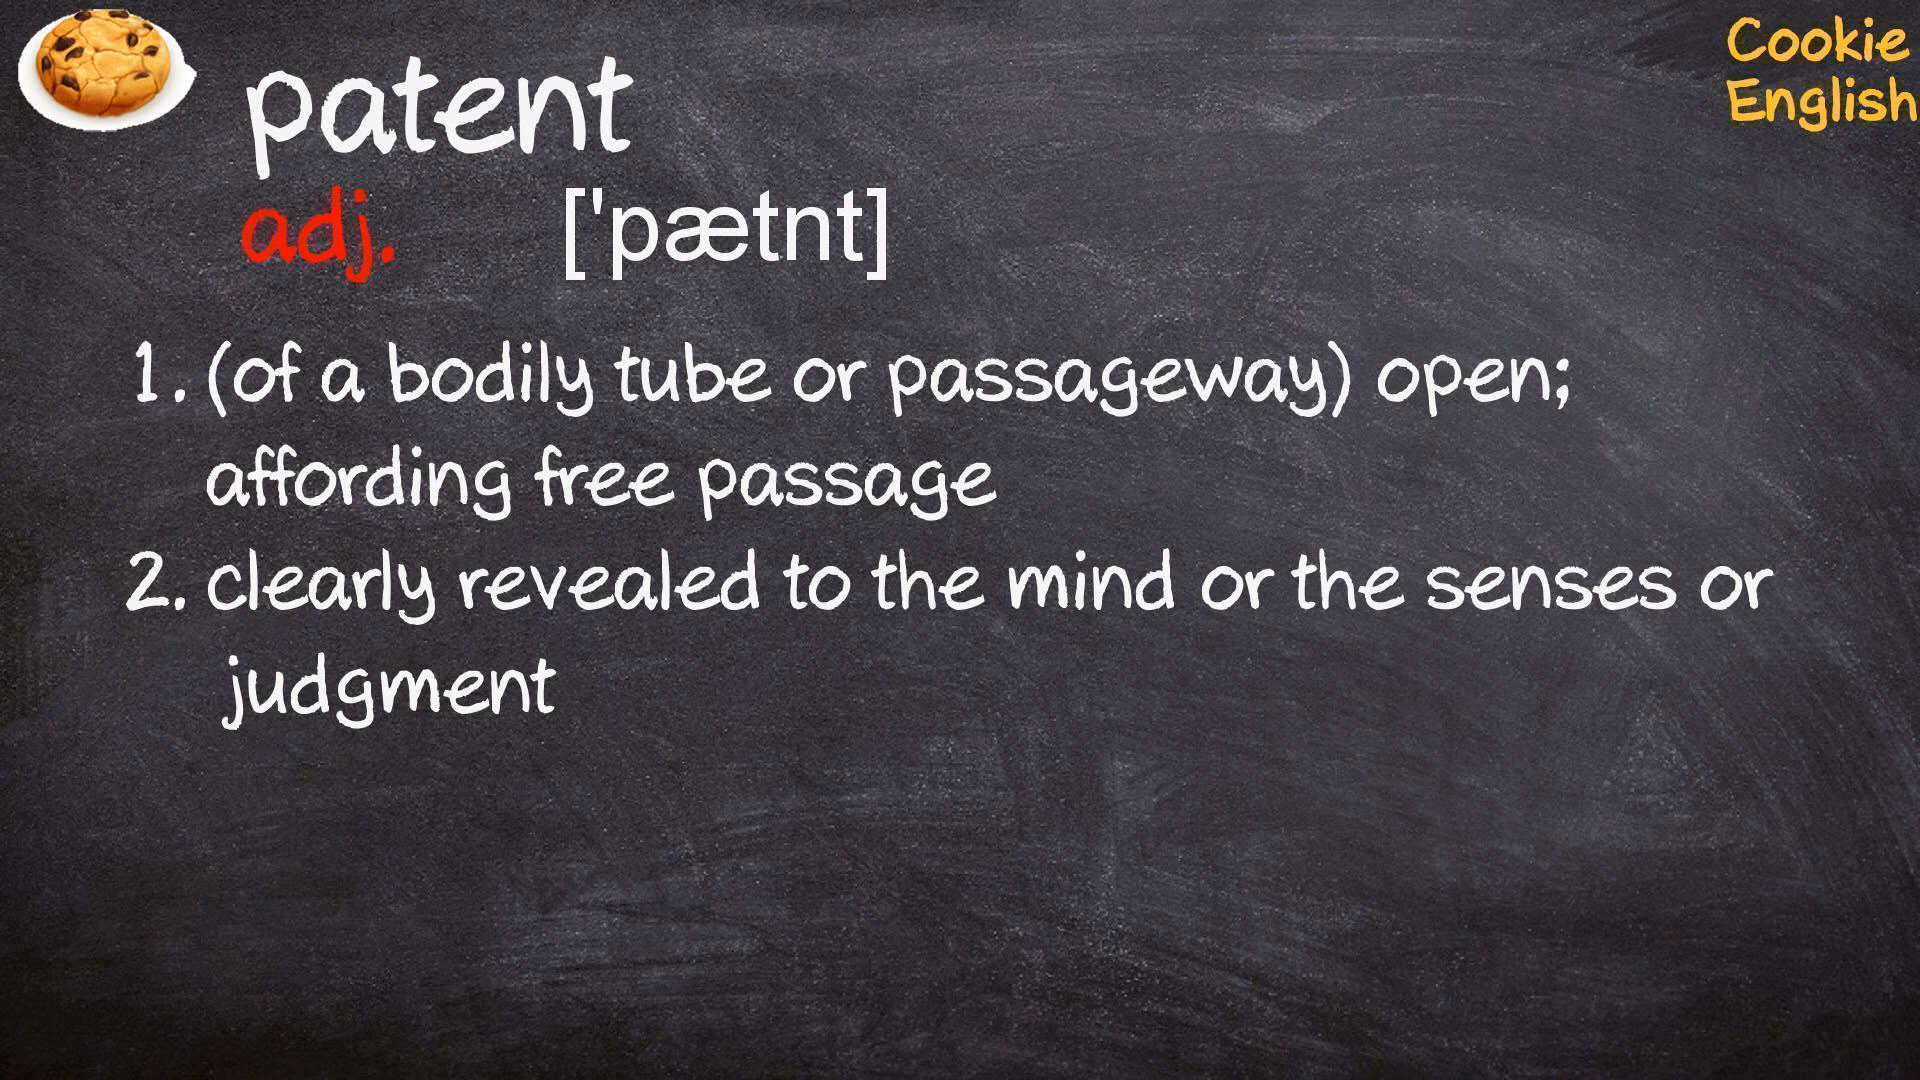 Cookie
English
patent
adj. ['pætnt]
1. (of a bodily tube or passageway) open;
affording free passage
2. clearly revealed to the mind or the senses or
judgment